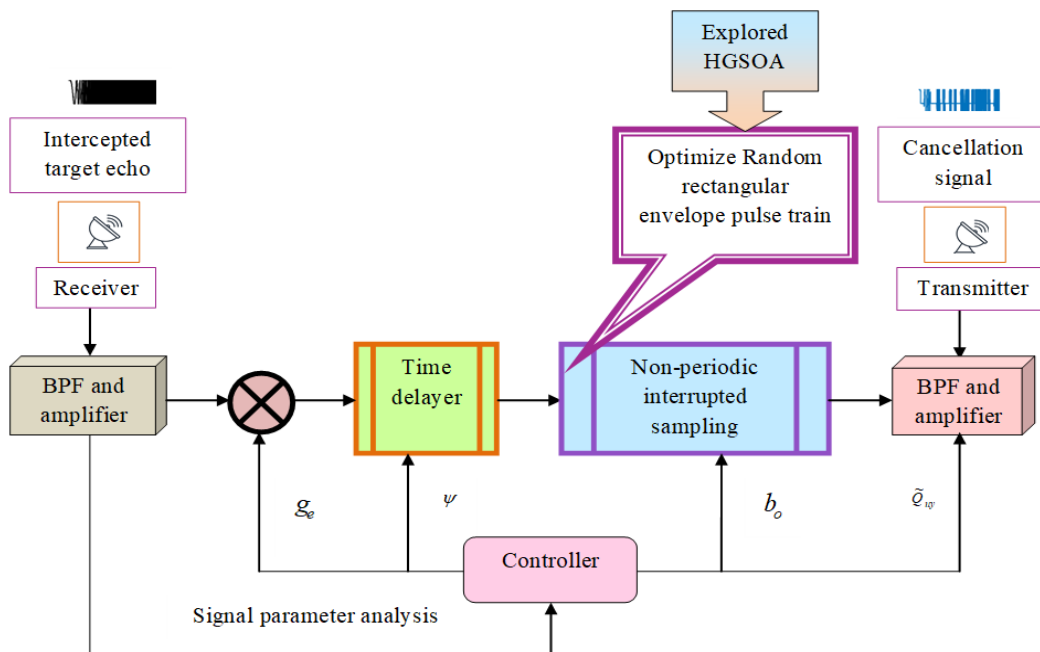 Explored
HGSOA
Intercepted
target echo
Cancellation
signal
Optimize Random
rectangular
envelope pulse train
Receiver
Transmitter
BPF and
amplifier
Time
delayer
Non-periodic
interrupted
sampling
BPF and
amplifier
g_e
ψ
b_o
Controller
Signal parameter analysis